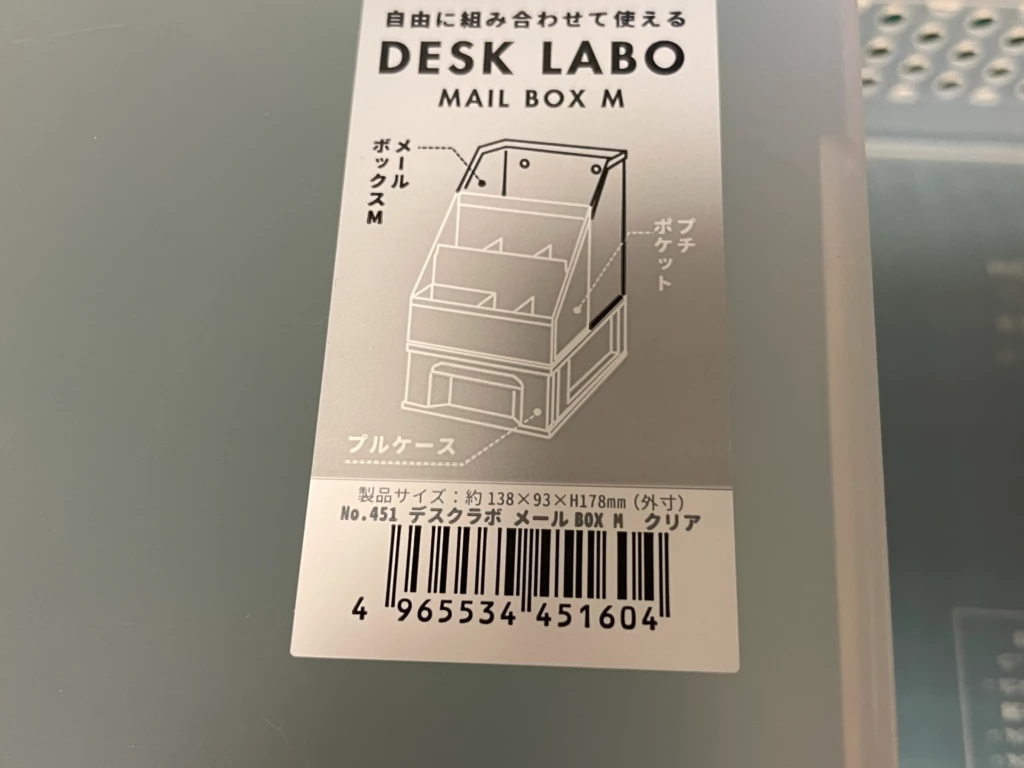 自由に組み合わせて使える
DESK LABO
MAIL BOX M
メール
ボックスM
プチ
ポケット
プルケース
製品サイズ：約 138×93×H178mm（外寸）
No.451 デスクラボ メールBOX M クリア
4 965534 451604